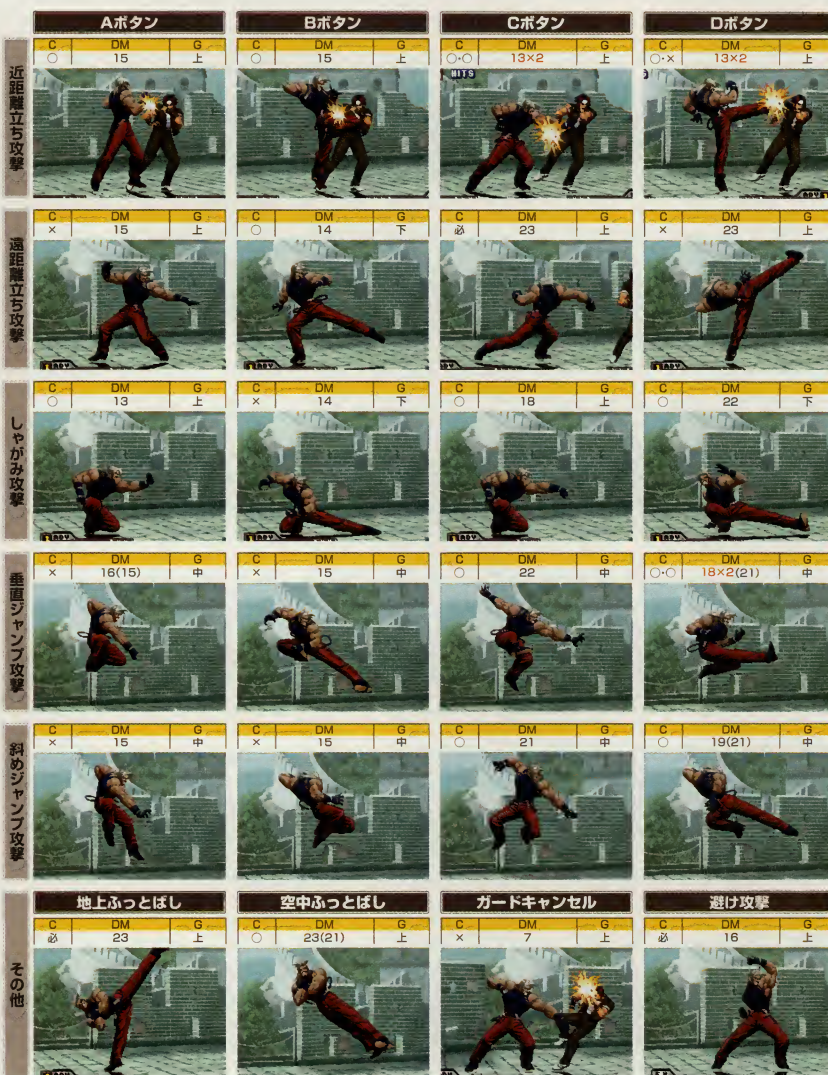 Aボタン Bボタン Cボタン Dボタン
近距離立ち攻撃
C DM G C DM G C DM G C DM G
○ 15 上 ○ 15 上 ○・○ 13×2 上 ○・× 13×2 上
HITS
遠距離立ち攻撃
C DM G C DM G C DM G C DM G
× 15 上 ○ 14 下 必 23 上 × 23 上
しゃがみ攻撃
C DM G C DM G C DM G C DM G
○ 13 上 × 14 下 ○ 18 上 ○ 22 下
垂直ジャンプ攻撃
C DM G C DM G C DM G C DM G
× 16(15) 中 × 15 中 ○ 22 中 ○・○ 18×2(21) 中
斜めジャンプ攻撃
C DM G C DM G C DM G C DM G
× 15 中 × 15 中 ○ 21 中 ○ 19(21) 中
地上ふっとばし 空中ふっとばし ガードキャンセル 避け攻撃
その他
C DM G C DM G C DM G C DM G
必 23 上 ○ 23(21) 上 × 7 上 必 16 上